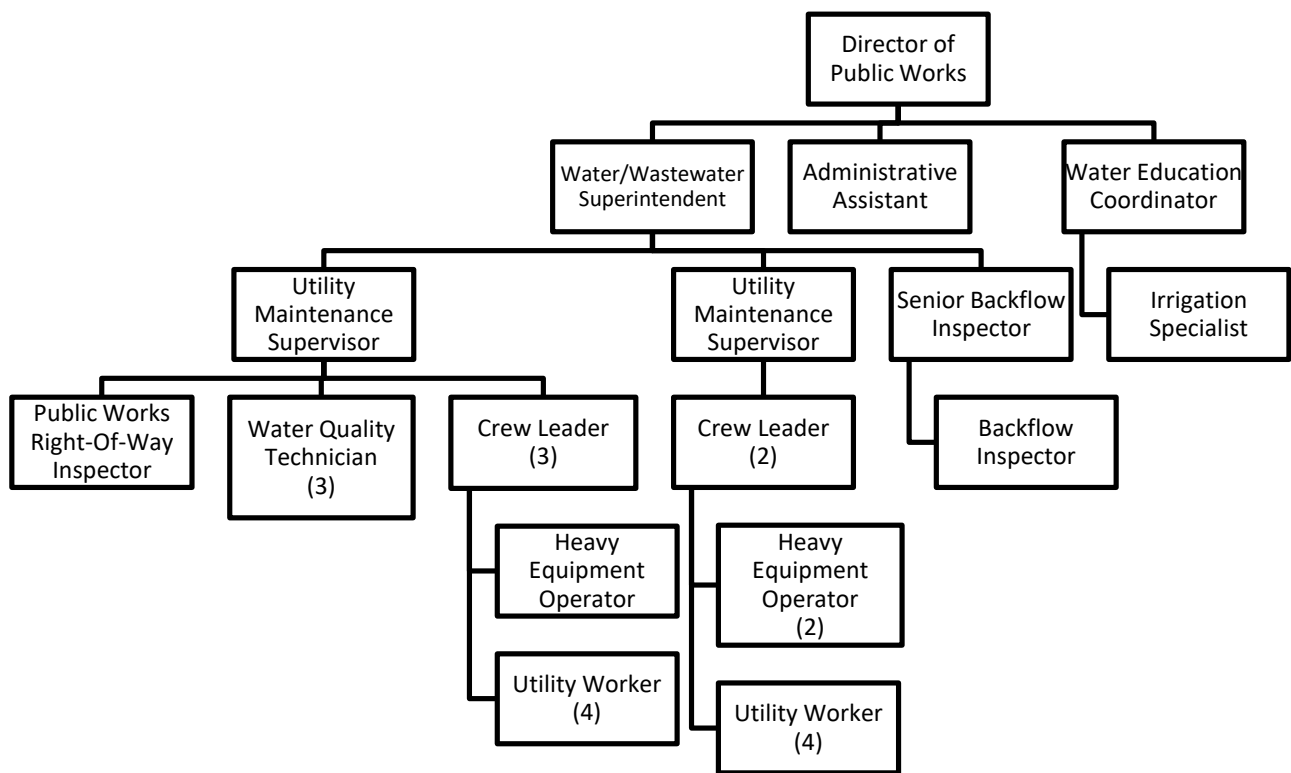 Director of
Public Works
Water/Wastewater
Superintendent
Administrative
Assistant
Water Education
Coordinator
Utility
Maintenance
Supervisor
Utility
Maintenance
Supervisor
Senior Backflow
Inspector
Irrigation
Specialist
Public Works
Right-Of-Way
Inspector
Water Quality
Technician
(3)
Crew Leader
(3)
Crew Leader
(2)
Backflow
Inspector
Heavy
Equipment
Operator
Heavy
Equipment
Operator
(2)
Utility Worker
(4)
Utility Worker
(4)